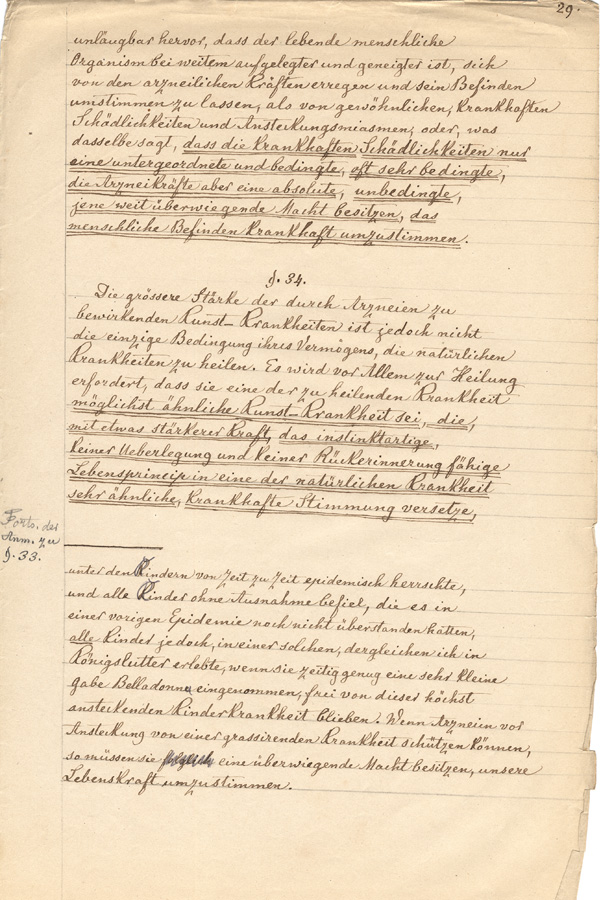 29.
unlaugbar hervor, dass der lebende menschliche
Organism bei weitem aufgelegter und geneigter ist, sich
von den arzneilichen Kräften erregen und sein Befinden
umstimmen zu lassen, als von gewöhnlichen, krankhaften
Schädlichkeiten und Ansteckungsmiasmen, oder, was
dasselbe sagt, dass die krankhaften Schädlichkeiten nur
eine untergeordnete und bedingte, oft sehr bedingte,
die Arzneikräfte aber eine absolute, unbedingte,
jene weit überwiegende Macht besitzen, das
menschliche Befinden krankhaft umzustimmen.
§. 34.
Die grössere Stärke der durch Arzneien zu
bewirkenden Kunst-Krankheiten ist jedoch nicht
die einzige Bedingung ihres Vermögens, die natürlichen
Krankheiten zu heilen. Es wird vor Allem zur Heilung
erfordert, dass sie eine der zu heilenden Krankheit
möglichst ähnliche Kunst-Krankheit sei, die,
mit etwas stärkerer Kraft, das instinktartige,
keiner Ueberlegung und keiner Rückerinnerung fähige
Lebensprincip in eine der natürlichen Krankheit
sehr ähnliche, krankhafte Stimmung versetze,
Forts. der
Anm. zu
§. 33.
unter den Kindern von Zeit zu Zeit epidemisch herrschte,
und alle Kinder ohne Ausnahme befiel, die es in
einer vorigen Epidemie noch nicht überstanden hatten,
alle Kinder jedoch, in einer solchen, dergleichen ich in
Königslutter erlebte, wenn sie zeitig genug eine sehr kleine
Gabe Belladonna eingenommen, frei von dieser höchst
ansteckenden Kinderkrankheit blieben. Wenn Arzneien vor
Ansteckung von einer grassirenden Krankheit schützen können,
so müssen sie eine überwiegende Macht besitzen, unsere
Lebenskraft umzustimmen.